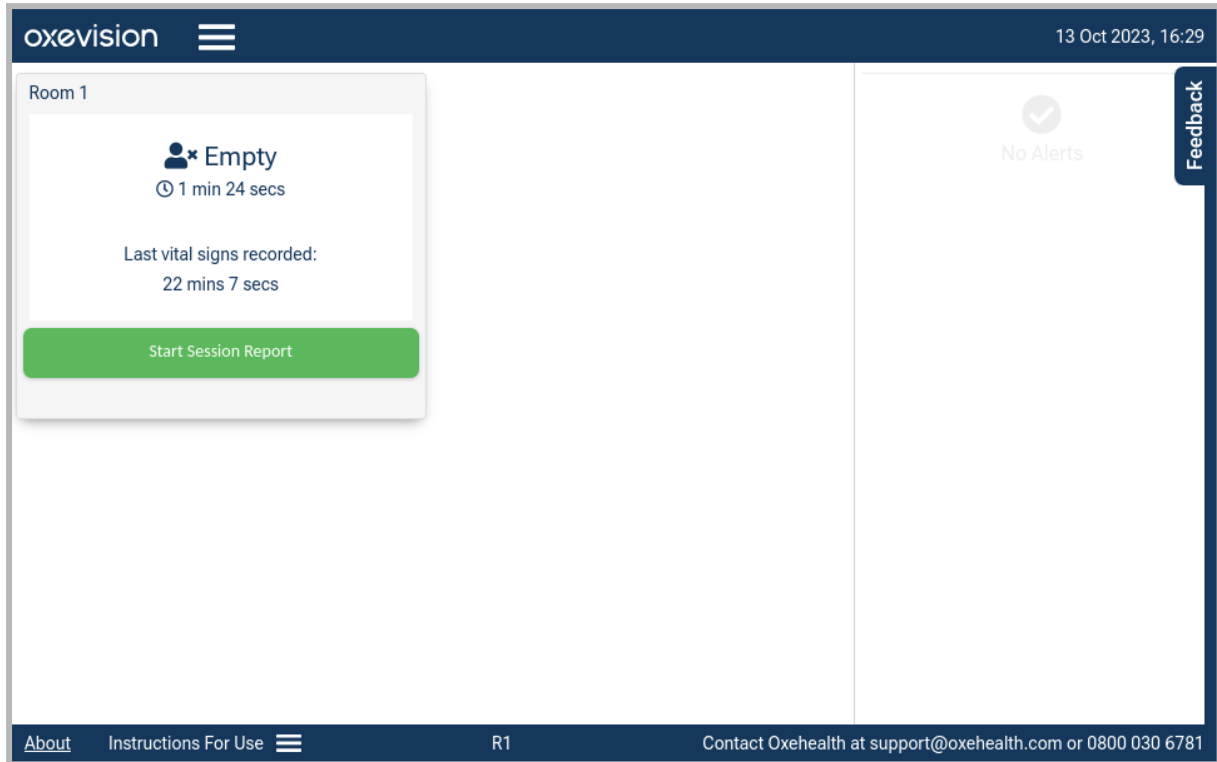 oxevision
13 Oct 2023, 16:29
Room 1
Empty
1 min 24 secs
Last vital signs recorded:
22 mins 7 secs
Start Session Report
No Alerts
Feedback
About
Instructions For Use
R1
Contact Oxehealth at support@oxehealth.com or 0800 030 6781